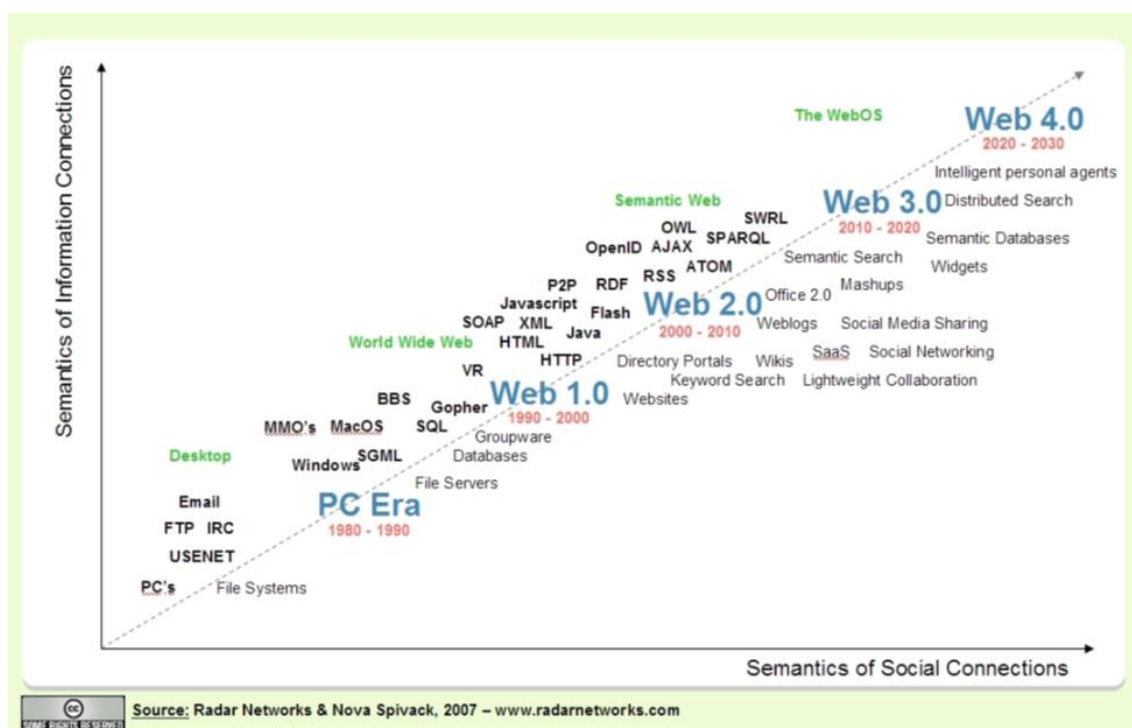 Semantics of Information Connections
The WebOS
Web 4.0
2020 - 2030
Intelligent personal agents
Semantic Web
Web 3.0
Distributed Search
2010 - 2020
SWRL
OWL
SPARQL
OpenID
AJAX
Semantic Databases
Semantic Search
Widgets
ATOM
RSS
P2P
RDF
Mashups
Office 2.0
Javascript
Web 2.0
2000 - 2010
Flash
SOAP
XML
Java
Weblogs
Social Media Sharing
World Wide Web
HTML
HTTP
Directory Portals
Wikis
SaaS
Social Networking
VR
Keyword Search
Lightweight Collaboration
BBS
Gopher
Web 1.0
1990 - 2000
Websites
MMO's
MacOS
SQL
Groupware
Desktop
Windows
SGML
Databases
File Servers
Email
PC Era
1980 - 1990
FTP
IRC
USENET
PC's
File Systems
Semantics of Social Connections
SOME RIGHTS RESERVED
Source: Radar Networks & Nova Spivack, 2007 – www.radarnetworks.com